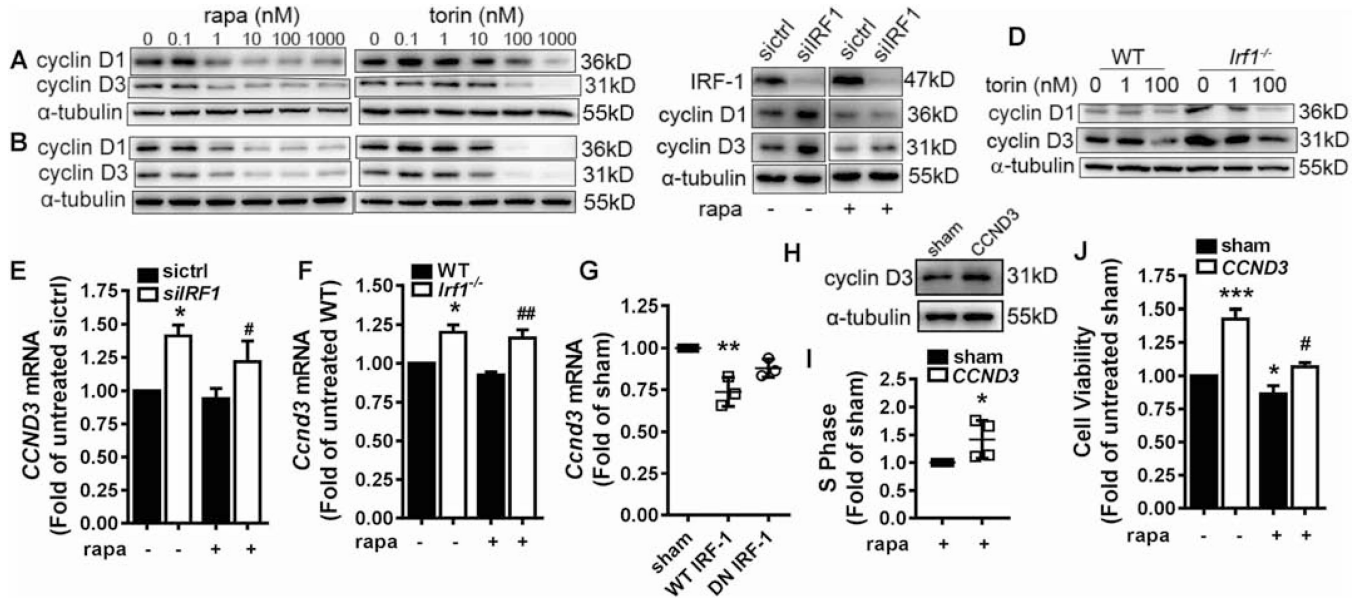 rapa (nM) torin (nM)
0 0.1 1 10 100 1000 0 0.1 1 10 100 1000
A cyclin D1 36kD
cyclin D3 31kD
α-tubulin 55kD
B cyclin D1 36kD
cyclin D3 31kD
α-tubulin 55kD
sictrl siIRF1 sictrl siIRF1
IRF-1 47kD
cyclin D1 36kD
cyclin D3 31kD
α-tubulin 55kD
rapa - - + +
D
WT Irf1-/-
torin (nM) 0 1 100 0 1 100
cyclin D1 36kD
cyclin D3 31kD
α-tubulin 55kD
E
sictrl
siIRF1
CCND3 mRNA
(Fold of untreated sictrl)
1.75
1.50
1.25
1.00
0.75
0.50
0.25
0.00
* #
rapa - - + +
F
WT
Irf1-/-
Ccnd3 mRNA
(Fold of untreated WT)
1.50
1.25
1.00
0.75
0.50
0.25
0.00
* ##
rapa - - + +
G
Ccnd3 mRNA
(Fold of sham)
1.25
1.00
0.75
0.50
0.25
0.00
**
sham WT IRF-1 DN IRF-1
H
sham CCND3
cyclin D3 31kD
α-tubulin 55kD
I
sham
CCND3
S Phase
(Fold of sham)
2.5
2.0
1.5
1.0
0.5
0.0
*
rapa + +
J
sham
CCND3
Cell Viability
(Fold of untreated sham)
1.75
1.50
1.25
1.00
0.75
0.50
0.25
0.00
*** * #
rapa - - + +